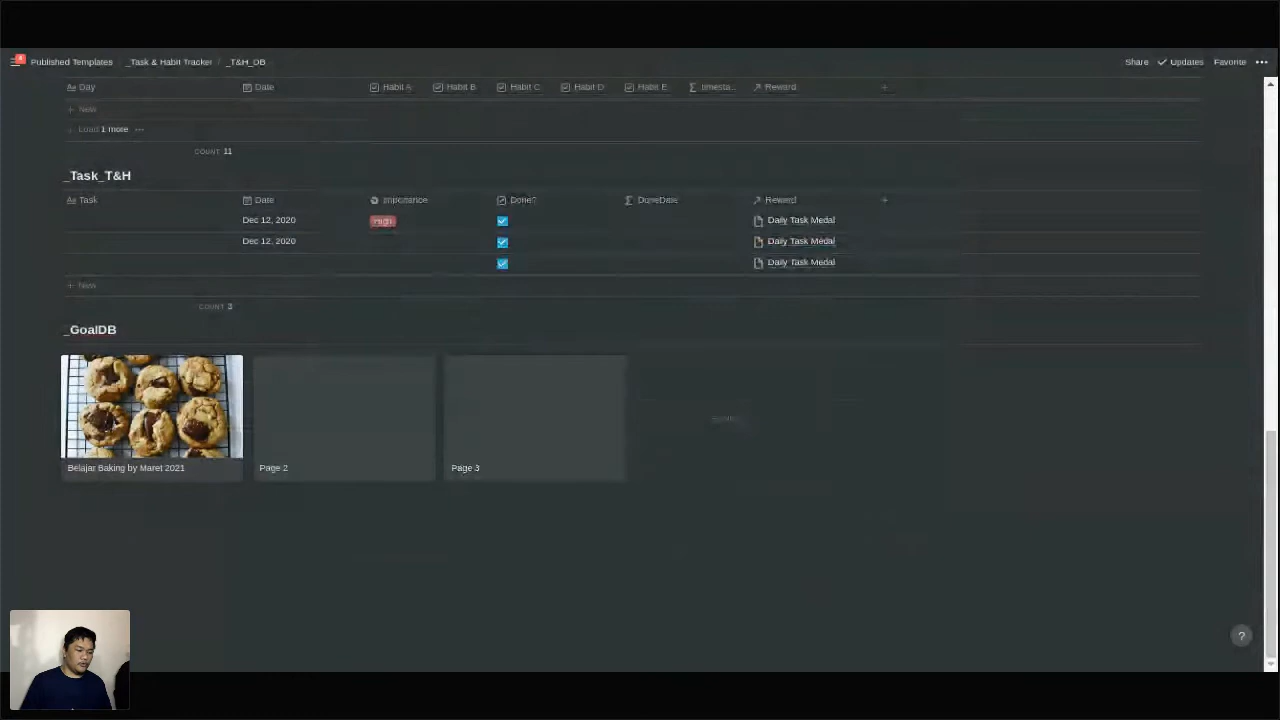 Published Templates / _Task & Habit Tracker / _T&H_DB
Share Updates Favorite
Aa Day Date Habit A Habit B Habit C Habit D Habit E Σ timesta... Reward +
+ New
Load 1 more ...
COUNT 11
_Task_T&H
Aa Task Date Importance Done? Σ DoneDate Reward +
Dec 12, 2020 High Daily Task Medal
Dec 12, 2020 Daily Task Medal
Daily Task Medal
+ New
COUNT 3
_GoalDB
Belajar Baking by Maret 2021
Page 2
Page 3
?